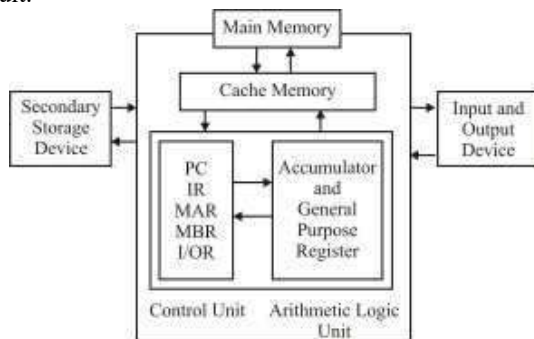 Main Memory
Cache Memory
Secondary
Storage
Device
Input and
Output
Device
PC
IR
MAR
MBR
I/OR
Accumulator
and
General
Purpose
Register
Control Unit
Arithmetic Logic
Unit